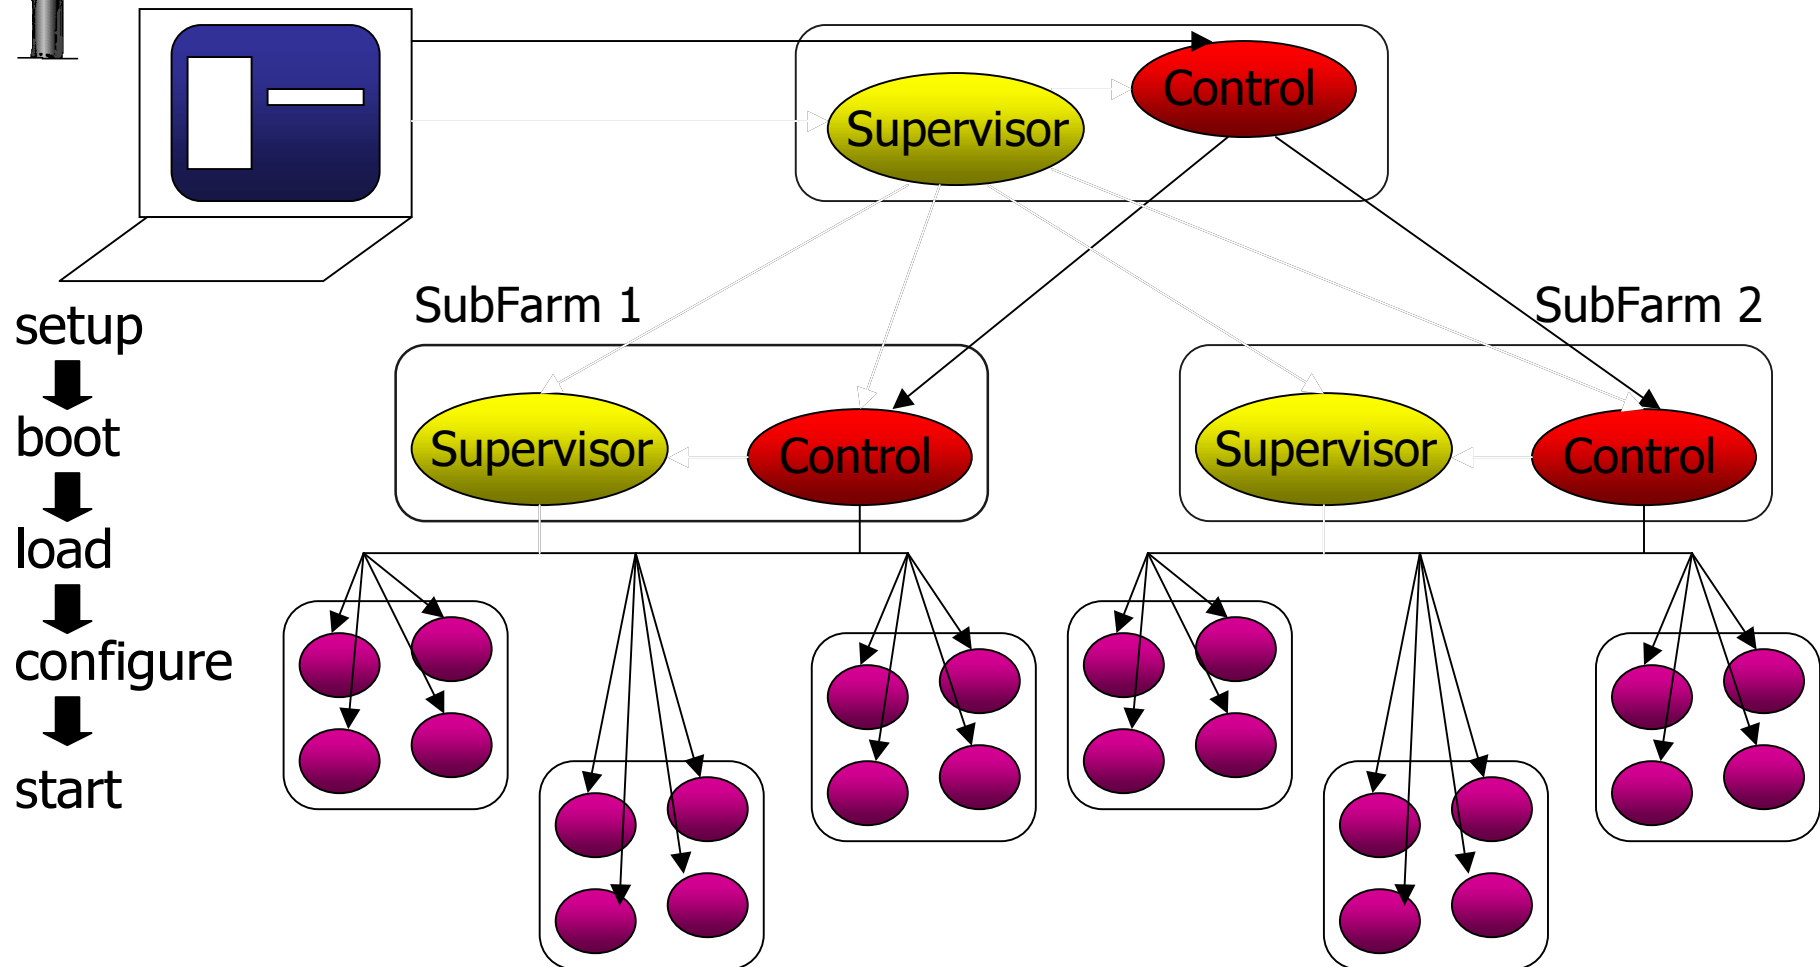 Control
Supervisor
SubFarm 1
SubFarm 2
Supervisor
Control
Supervisor
Control
setup
boot
load
configure
start